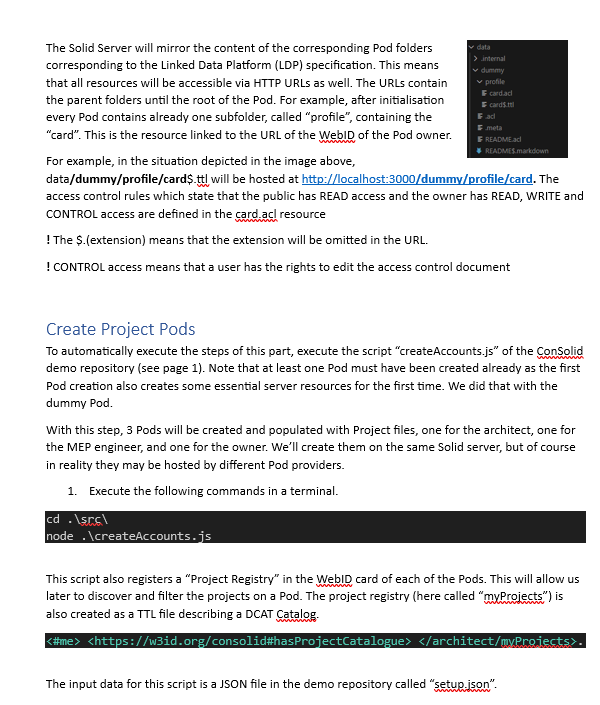 The Solid Server will mirror the content of the corresponding Pod folders
corresponding to the Linked Data Platform (LDP) specification. This means
that all resources will be accessible via HTTP URLs as well. The URLs contain
the parent folders until the root of the Pod. For example, after initialisation
every Pod contains already one subfolder, called “profile”, containing the
“card”. This is the resource linked to the URL of the WebID of the Pod owner.
data
.internal
dummy
profile
card.acl
card$.ttl
.acl
.meta
README.acl
README$.markdown
For example, in the situation depicted in the image above,
data/dummy/profile/card$.ttl will be hosted at http://localhost:3000/dummy/profile/card. The
access control rules which state that the public has READ access and the owner has READ, WRITE and
CONTROL access are defined in the card.acl resource
! The $.(extension) means that the extension will be omitted in the URL.
! CONTROL access means that a user has the rights to edit the access control document
Create Project Pods
To automatically execute the steps of this part, execute the script “createAccounts.js” of the ConSolid
demo repository (see page 1). Note that at least one Pod must have been created already as the first
Pod creation also creates some essential server resources for the first time. We did that with the
dummy Pod.
With this step, 3 Pods will be created and populated with Project files, one for the architect, one for
the MEP engineer, and one for the owner. We’ll create them on the same Solid server, but of course
in reality they may be hosted by different Pod providers.
1. Execute the following commands in a terminal.
cd .\src\
node .\createAccounts.js
This script also registers a “Project Registry” in the WebID card of each of the Pods. This will allow us
later to discover and filter the projects on a Pod. The project registry (here called “myProjects”) is
also created as a TTL file describing a DCAT Catalog.
<#me> <https://w3id.org/consolid#hasProjectCatalogue> </architect/myProjects>.
The input data for this script is a JSON file in the demo repository called “setup.json”.